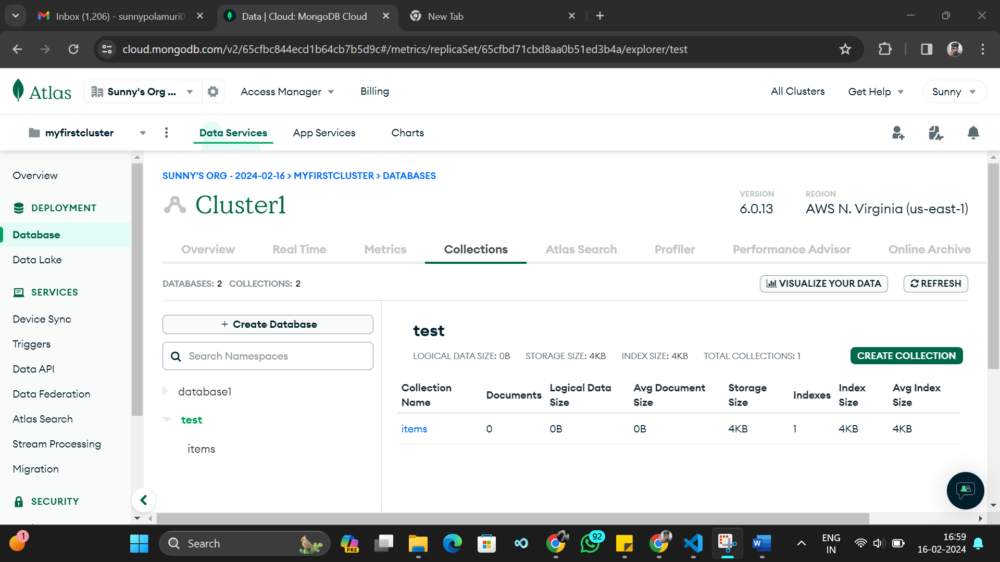 Inbox (1,206) - sunnypolamuri0
Data | Cloud: MongoDB Cloud
New Tab
cloud.mongodb.com/v2/65cfbc844ecd1b64cb7b5d9c#/metrics/replicaSet/65cfbd71cbd8aa0b51ed3b4a/explorer/test
Atlas
Sunny's Org ...
Access Manager
Billing
All Clusters
Get Help
Sunny
myfirstcluster
Data Services
App Services
Charts
Overview
DEPLOYMENT
Database
Data Lake
SERVICES
Device Sync
Triggers
Data API
Data Federation
Atlas Search
Stream Processing
Migration
SECURITY
SUNNY'S ORG - 2024-02-16 > MYFIRSTCLUSTER > DATABASES
Cluster1
VERSION
6.0.13
REGION
AWS N. Virginia (us-east-1)
Overview
Real Time
Metrics
Collections
Atlas Search
Profiler
Performance Advisor
Online Archive
DATABASES: 2 COLLECTIONS: 2
VISUALIZE YOUR DATA
REFRESH
+ Create Database
Search Namespaces
database1
test
items
test
LOGICAL DATA SIZE: 0B STORAGE SIZE: 4KB INDEX SIZE: 4KB TOTAL COLLECTIONS: 1
CREATE COLLECTION
Collection Name Documents Logical Data Size Avg Document Size Storage Size Indexes Index Size Avg Index Size
items 0 0B 0B 4KB 1 4KB 4KB
1
Search
PRE
92
W
ENG
IN
16:59
16-02-2024